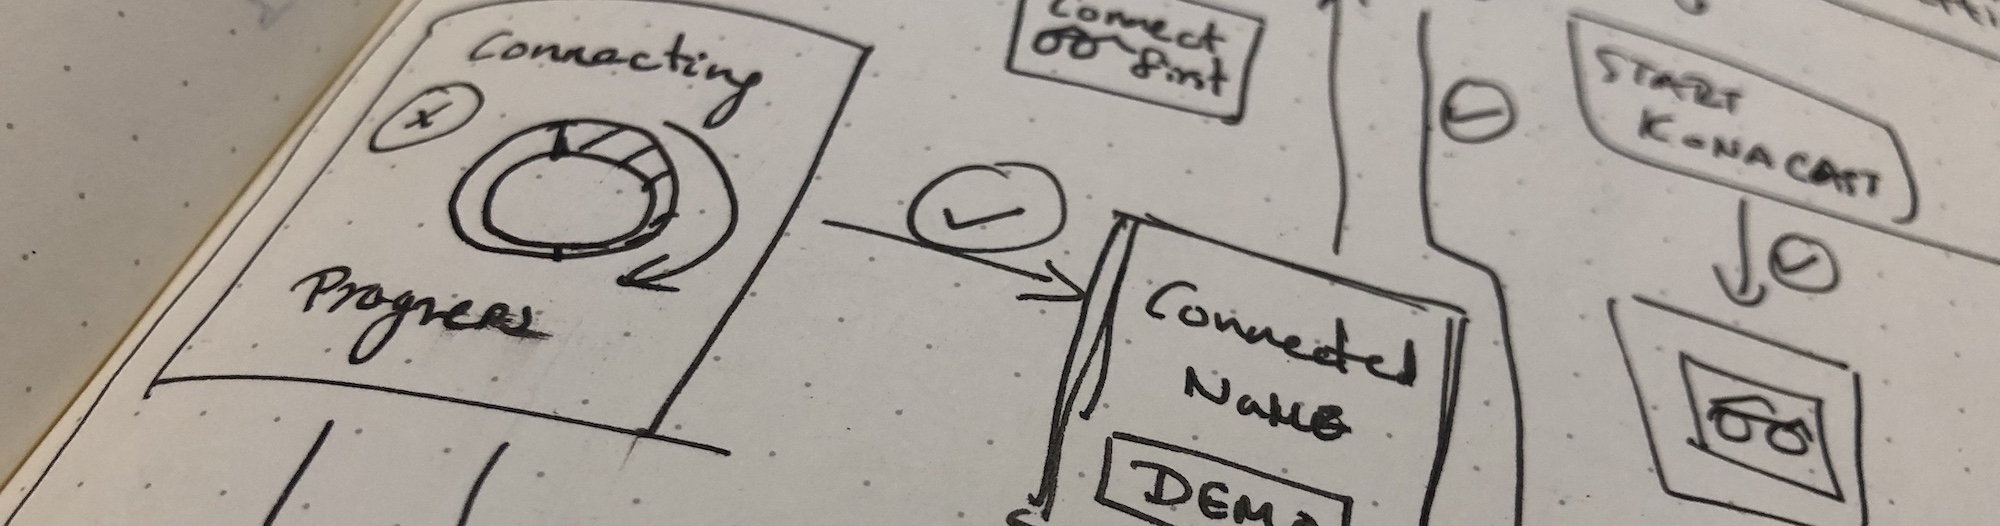 Connecting
x
Progress
Connect
first
Connected
Name
DEMO
START
KONACAST